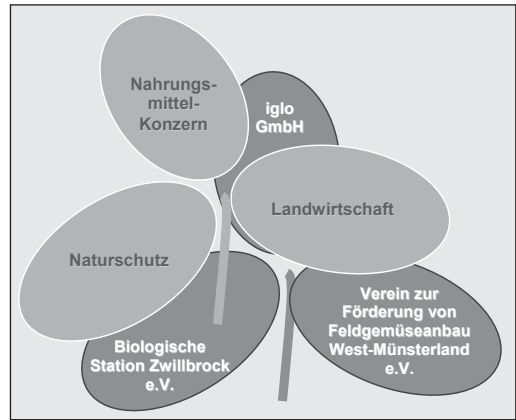 Nahrungs-
mittel-
Konzern
iglo
GmbH
Landwirtschaft
Naturschutz
Biologische
Station Zwillbrock
e.V.
Verein zur
Förderung von
Feldgemüseanbau
West-Münsterland
e.V.